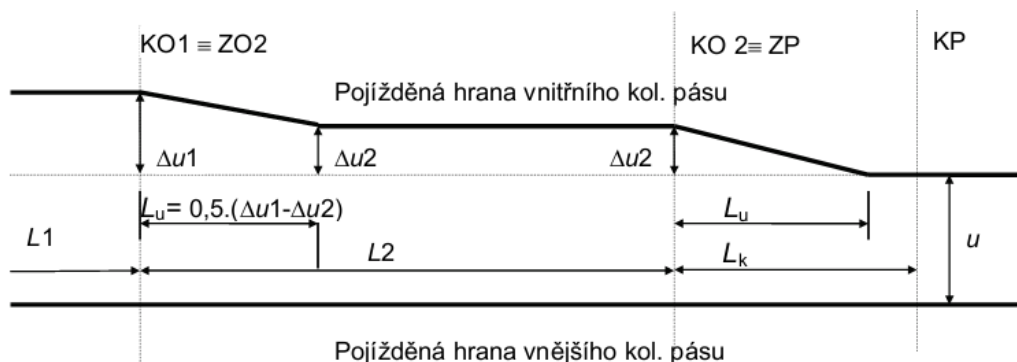 KO1 ≡ ZO2
KO 2≡ ZP
KP
Pojížděná hrana vnitřního kol. pásu
Δu1
Δu2
Δu2
Lu= 0,5.(Δu1-Δu2)
Lu
L1
L2
Lk
u
Pojížděná hrana vnějšího kol. pásu